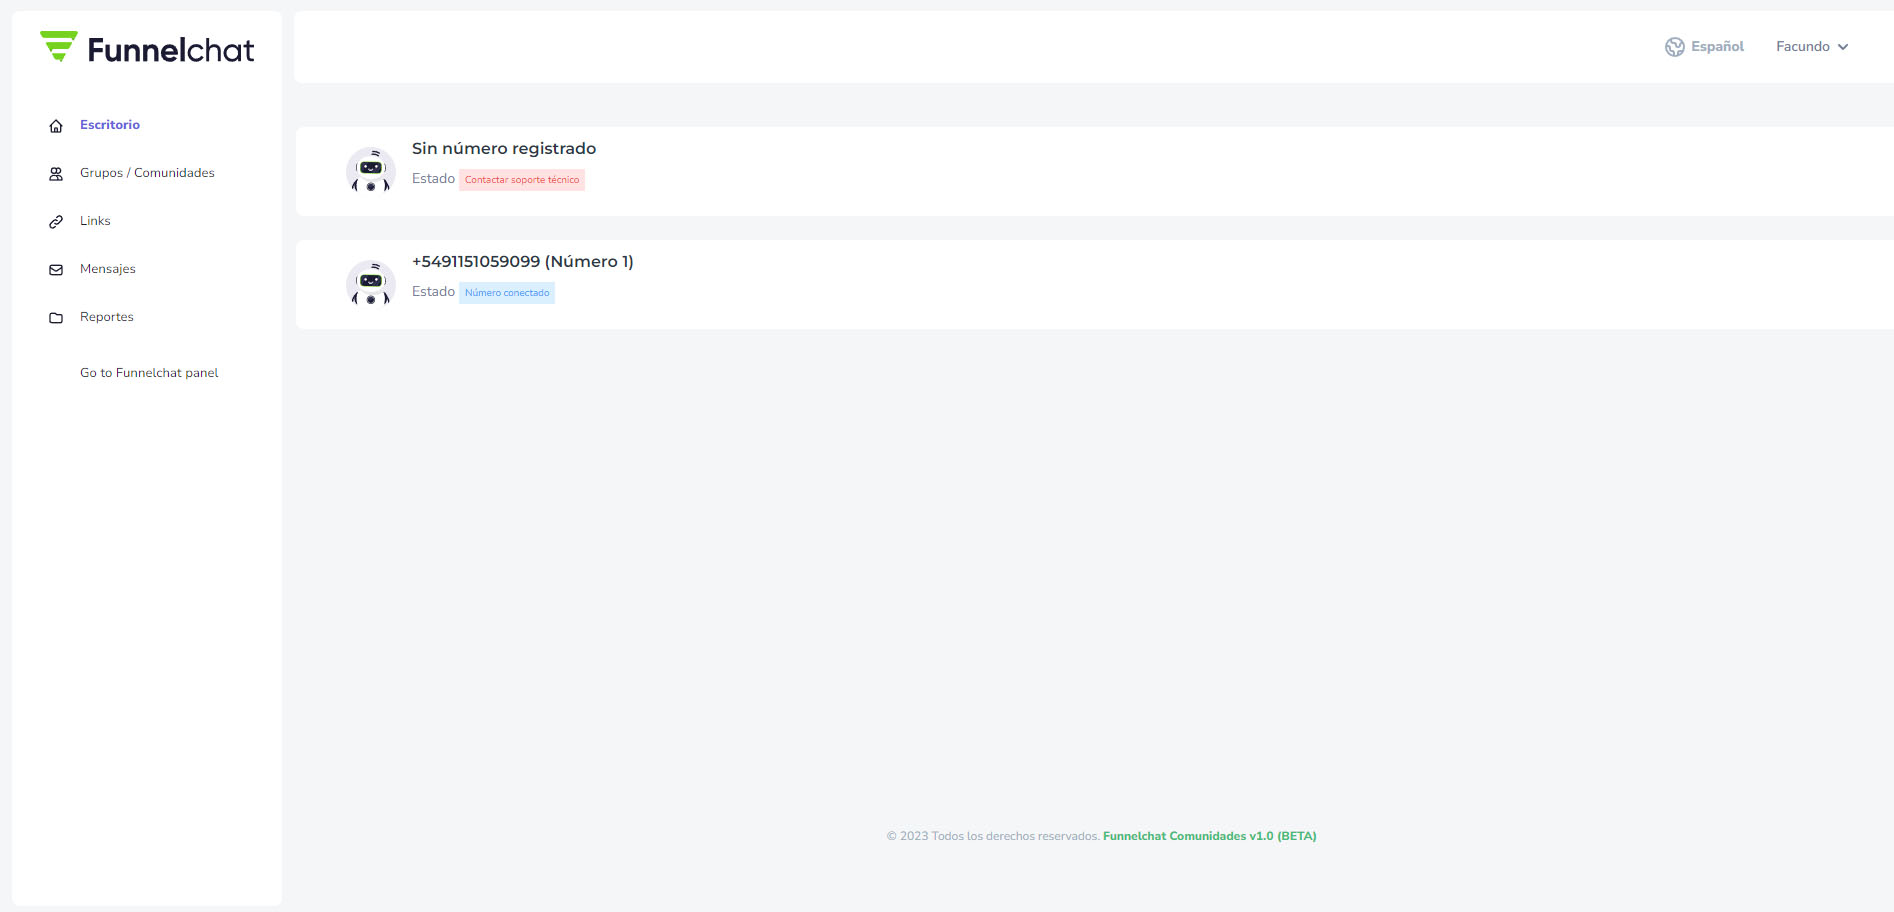 Funnelchat
Español
Facundo
Escritorio
Grupos / Comunidades
Links
Mensajes
Reportes
Go to Funnelchat panel
Sin número registrado
Estado Contactar soporte técnico
+5491151059099 (Número 1)
Estado Número conectado
© 2023 Todos los derechos reservados. Funnelchat Comunidades v1.0 (BETA)